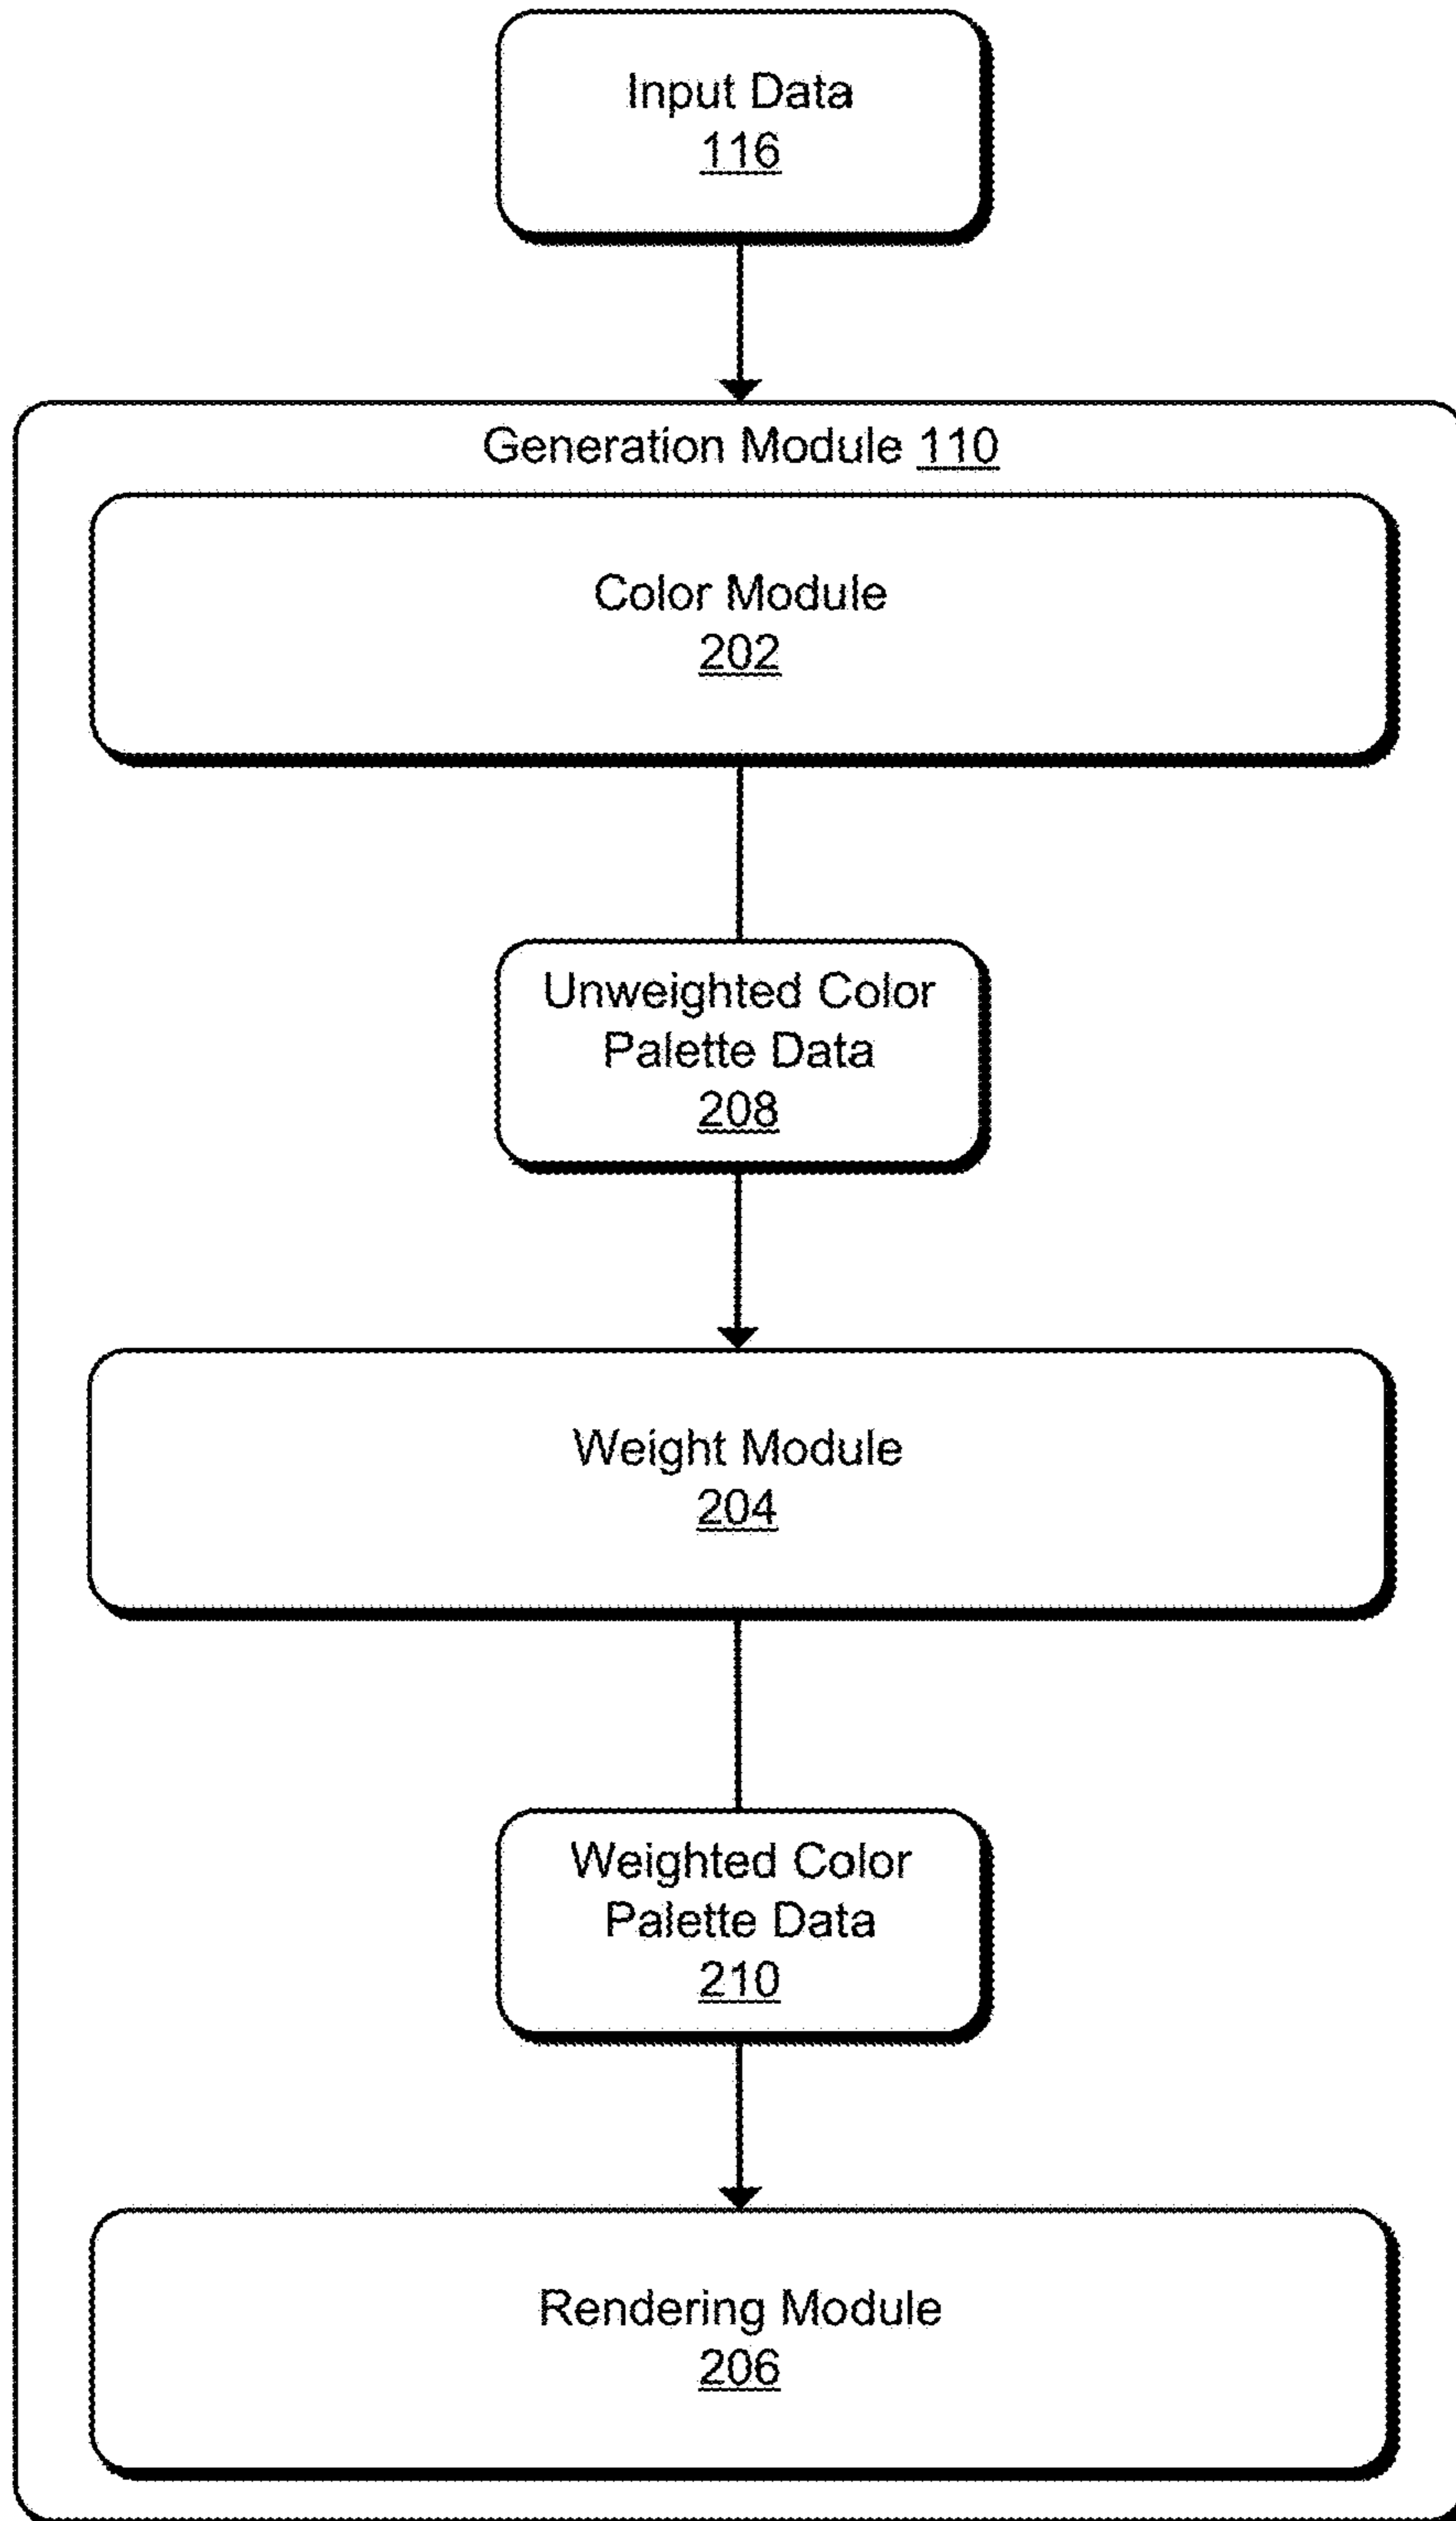 Input Data
116
Generation Module 110
Color Module
202
Unweighted Color
Palette Data
208
Weight Module
204
Weighted Color
Palette Data
210
Rendering Module
206